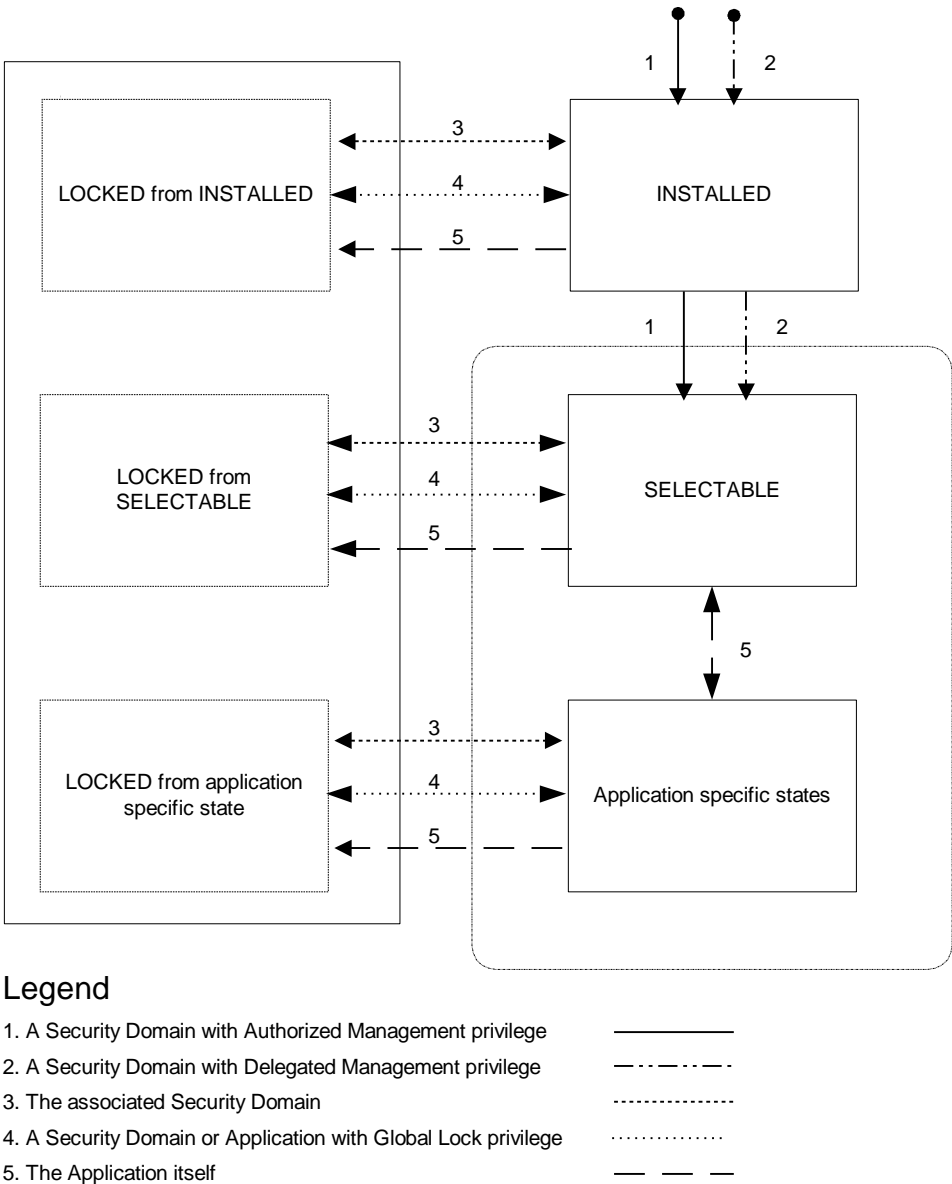 1
2
3
LOCKED from INSTALLED
4
INSTALLED
5
1
2
3
LOCKED from
SELECTABLE
4
SELECTABLE
5
5
3
LOCKED from application
specific state
4
Application specific states
5
Legend
1. A Security Domain with Authorized Management privilege
2. A Security Domain with Delegated Management privilege
3. The associated Security Domain
4. A Security Domain or Application with Global Lock privilege
5. The Application itself